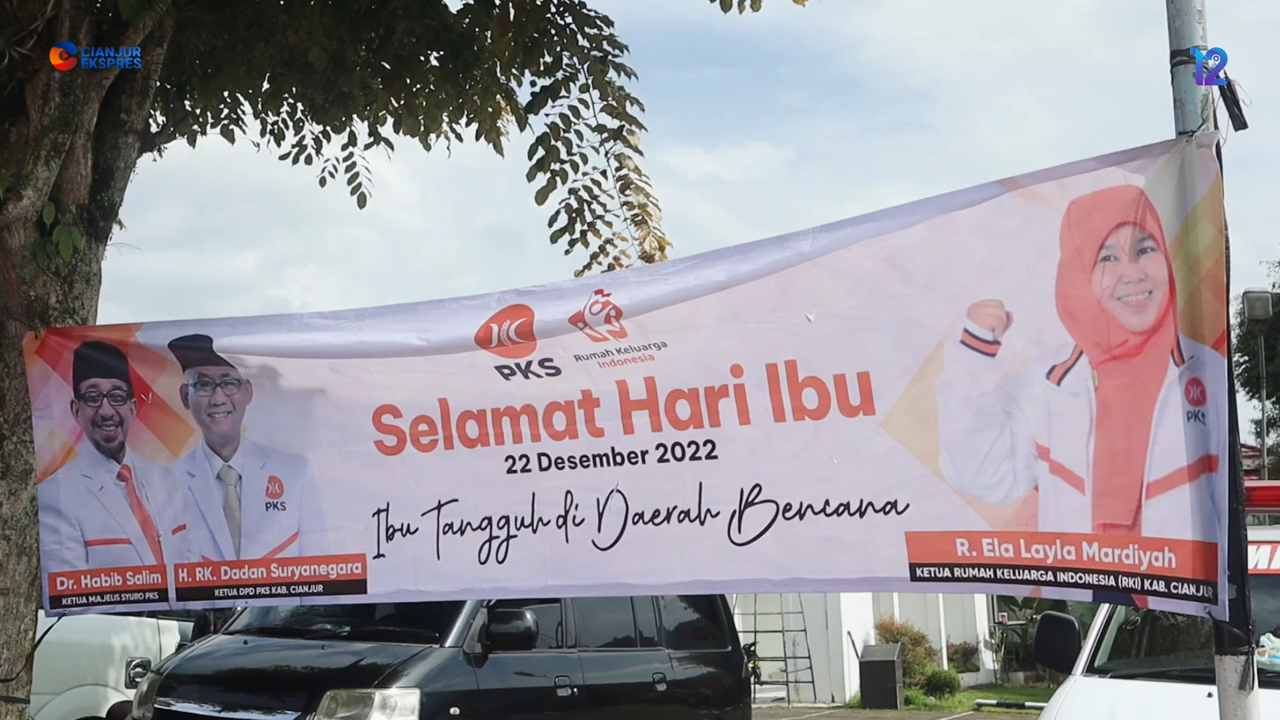 CIANJUR
EKSPRES
12
PKS
Rumah Keluarga
Indonesia
Selamat Hari Ibu
22 Desember 2022
Ibu Tangguh di Daerah Bencana
PKS
Dr. Habib Salim
KETUA MAJELIS SYURO PKS
H. RK. Dadan Suryanegara
KETUA DPD PKS KAB. CIANJUR
PKS
R. Ela Layla Mardiyah
KETUA RUMAH KELUARGA INDONESIA (RKI) KAB. CIANJUR